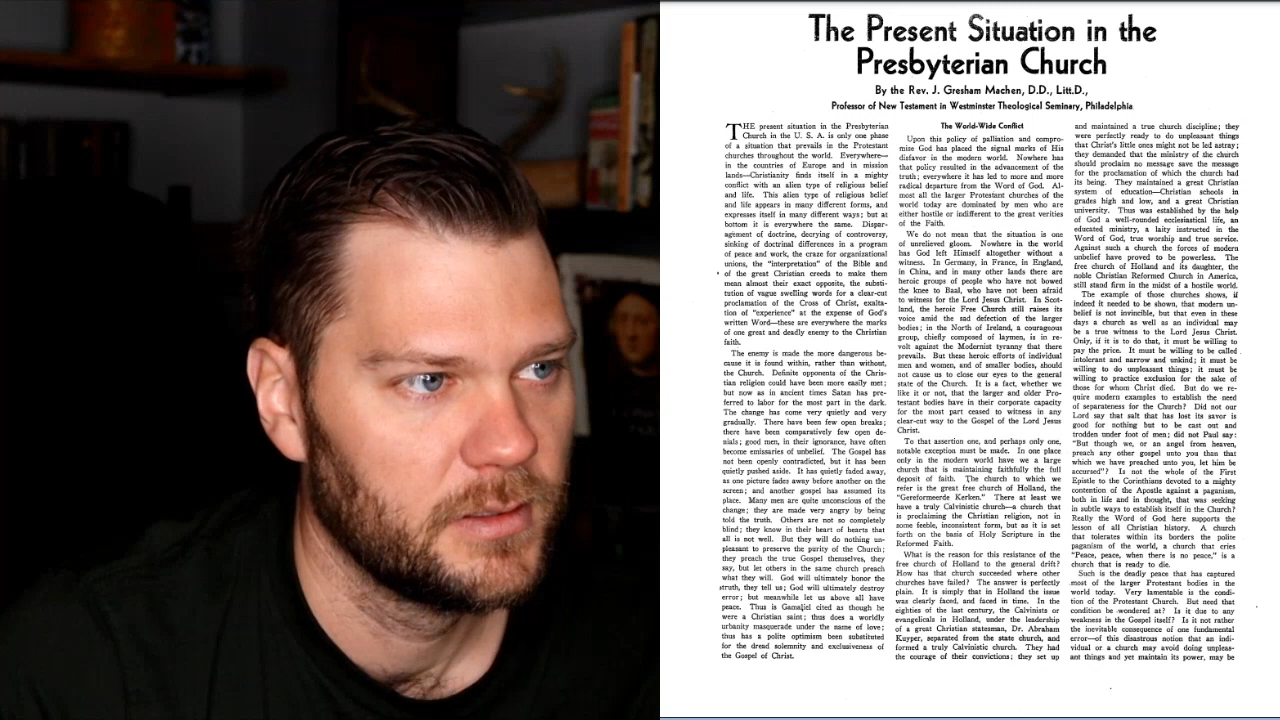 The Present Situation in the
Presbyterian Church
By the Rev. J. Gresham Machen, D.D., Litt.D.,
Professor of New Testament in Westminster Theological Seminary, Philadelphia
THE present situation in the Presbyterian
Church in the U. S. A. is only one phase
of a situation that prevails in the Protestant
churches throughout the world. Everywhere—
in the countries of Europe and in mission
lands—Christianity finds itself in a mighty
conflict with an alien type of religious belief
and life. This alien type of religious belief
and life appears in many different forms, and
expresses itself in many different ways; but at
bottom it is everywhere the same. Dispar-
agement of doctrine, decrying of controversy,
sinking of doctrinal differences in a program
of peace and work, the craze for organizational
unions, the "interpretation" of the Bible and
of the great Christian creeds to make them
mean almost their exact opposite, the substi-
tution of vague swelling words for a clear-cut
proclamation of the Cross of Christ, exalta-
tion of "experience" at the expense of God's
written Word—these are everywhere the marks
of one great and deadly enemy to the Christian
faith.
The enemy is made the more dangerous be-
cause it is found within, rather than without,
the Church. Definite opponents of the Chris-
tian religion could have been more easily met;
but now as in ancient times Satan has pre-
ferred to labor for the most part in the dark.
The change has come very quietly and very
gradually. There have been few open breaks;
there have been comparatively few open de-
nials; good men, in their ignorance, have often
become emissaries of unbelief. The Gospel has
not been openly contradicted, but it has been
quietly pushed aside. It has quietly faded away,
as one picture fades away before another on the
screen; and another gospel has assumed its
place. Many men are quite unconscious of the
change; they are made very angry by being
told the truth. Others are not so completely
blind; they know in their heart of hearts that
all is not well. But they will do nothing un-
pleasant to preserve the purity of the Church;
they preach the true Gospel themselves, they
say, but let others in the same church preach
what they will. God will ultimately honor the
truth, they tell us; God will ultimately destroy
error; but meanwhile let us above all have
peace. Thus is Gamaliel cited as though he
were a Christian saint; thus does a worldly
urbanity masquerade under the name of love;
thus has a polite optimism been substituted
for the dread solemnity and exclusiveness of
the Gospel of Christ.
The World-Wide Conflict
Upon this policy of palliation and compro-
mise God has placed the signal marks of His
disfavor in the modern world. Nowhere has
that policy resulted in the advancement of the
truth; everywhere it has led to more and more
radical departure from the Word of God. Al-
most all the larger Protestant churches of the
world today are dominated by men who are
either hostile or indifferent to the great verities
of the Faith.
We do not mean that the situation is one
of unrelieved gloom. Nowhere in the world
has God left Himself altogether without a
witness. In Germany, in France, in England,
in China, and in many other lands there are
heroic groups of people who have not bowed
the knee to Baal, who have not been afraid
to witness for the Lord Jesus Christ. In Scot-
land, the heroic Free Church still raises its
voice amid the sad defection of the larger
bodies; in the North of Ireland, a courageous
group, chiefly composed of laymen, is in re-
volt against the Modernist tyranny that there
prevails. But these heroic efforts of individual
men and women, and of smaller bodies, should
not cause us to close our eyes to the general
state of the Church. It is a fact, whether we
like it or not, that the larger and older Pro-
testant bodies have in their corporate capacity
for the most part ceased to witness in any
clear-cut way to the Gospel of the Lord Jesus
Christ.
To that assertion one, and perhaps only one,
notable exception must be made. In one place
only in the modern world have we a large
church that is maintaining faithfully the full
deposit of faith. The church to which we
refer is the great free church of Holland, the
"Gereformeerde Kerken." There at least we
have a truly Calvinistic church—a church that
is proclaiming the Christian religion, not in
some feeble, inconsistent form, but as it is set
forth on the basis of Holy Scripture in the
Reformed Faith.
What is the reason for this resistance of the
free church of Holland to the general drift?
How has that church succeeded where other
churches have failed? The answer is perfectly
plain. It is simply that in Holland the issue
was clearly faced, and faced in time. In the
eighties of the last century, the Calvinists or
evangelicals in Holland, under the leadership
of a great Christian statesman, Dr. Abraham
Kuyper, separated from the state church, and
formed a truly Calvinistic church. They had
the courage of their convictions; they set up
and maintained a true church discipline; they
were perfectly ready to do unpleasant things
that Christ's little ones might not be led astray;
they demanded that the ministry of the church
should proclaim no message save the message
for the proclamation of which the church had
its being. They maintained a great Christian
system of education—Christian schools in
grades high and low, and a great Christian
university. Thus was established by the help
of God a well-rounded ecclesiastical life, an
educated ministry, a laity instructed in the
Word of God, true worship and true service.
Against such a church the forces of modern
unbelief have proved to be powerless. The
free church of Holland and its daughter, the
noble Christian Reformed Church in America,
still stand firm in the midst of a hostile world.
The example of those churches shows, if
indeed it needed to be shown, that modern un-
belief is not invincible, but that even in these
days a church as well as an individual may
be a true witness to the Lord Jesus Christ.
Only, if it is to do that, it must be willing to
pay the price. It must be willing to be called
intolerant and narrow and unkind; it must be
willing to do unpleasant things; it must be
willing to practice exclusion for the sake of
those for whom Christ died. But do we re-
quire modern examples to establish the need
of separateness for the Church? Did not our
Lord say that salt that has lost its savor is
good for nothing but to be cast out and
trodden under foot of men; did not Paul say:
"But though we, or an angel from heaven,
preach any other gospel unto you than that
which we have preached unto you, let him be
accursed"? Is not the whole of the First
Epistle to the Corinthians devoted to a mighty
contention of the Apostle against a paganism,
both in life and in thought, that was seeking
in subtle ways to establish itself in the Church?
Really the Word of God here supports the
lesson of all Christian history. A church
that tolerates within its borders the polite
paganism of the world, a church that cries
"Peace, peace, when there is no peace," is a
church that is ready to die.
Such is the deadly peace that has captured
most of the larger Protestant bodies in the
world today. Very lamentable is the condi-
tion of the Protestant Church. But need that
condition be wondered at? Is it due to any
weakness in the Gospel itself? Is it not rather
the inevitable consequence of one fundamental
error—of this disastrous notion that an indi-
vidual or a church may avoid doing unpleas-
ant things and yet maintain its power, may be